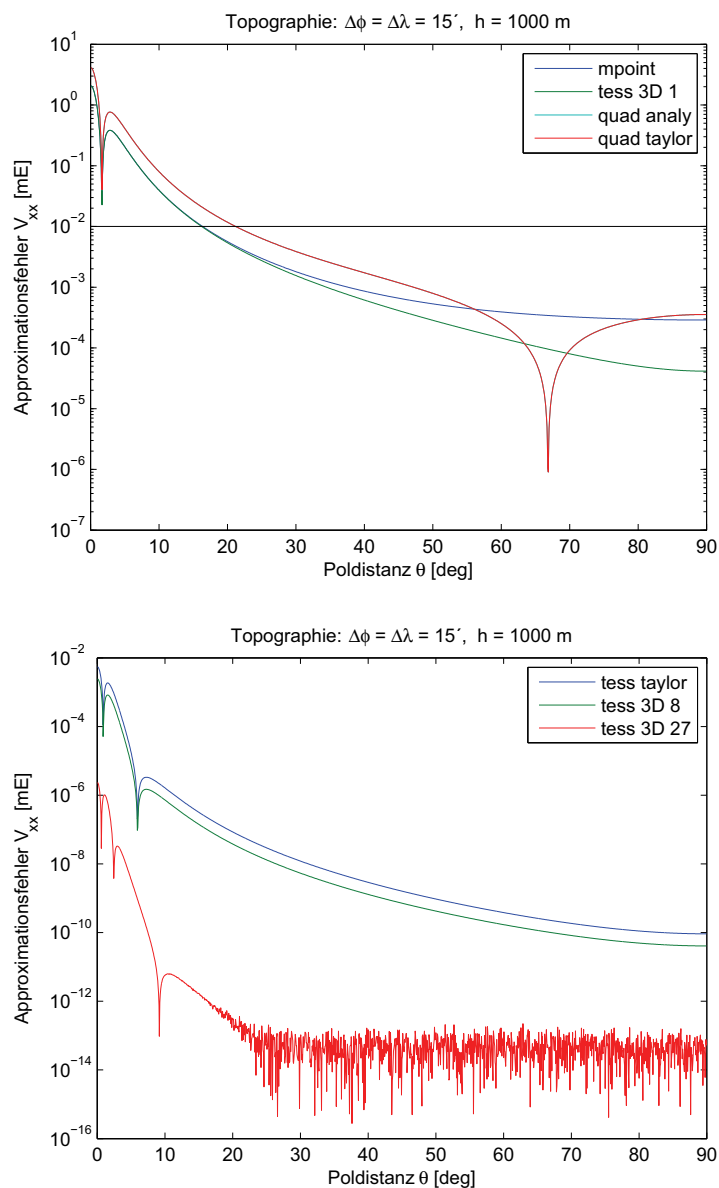 Topographie: Δϕ = Δλ = 15´, h = 1000 m
10^1
10^0
10^−1
10^−2
10^−3
10^−4
10^−5
10^−6
10^−7
Approximationsfehler V_xx [mE]
mpoint
tess 3D 1
quad analy
quad taylor
0 10 20 30 40 50 60 70 80 90
Poldistanz θ [deg]
Topographie: Δϕ = Δλ = 15´, h = 1000 m
10^−2
10^−4
10^−6
10^−8
10^−10
10^−12
10^−14
10^−16
Approximationsfehler V_xx [mE]
tess taylor
tess 3D 8
tess 3D 27
0 10 20 30 40 50 60 70 80 90
Poldistanz θ [deg]